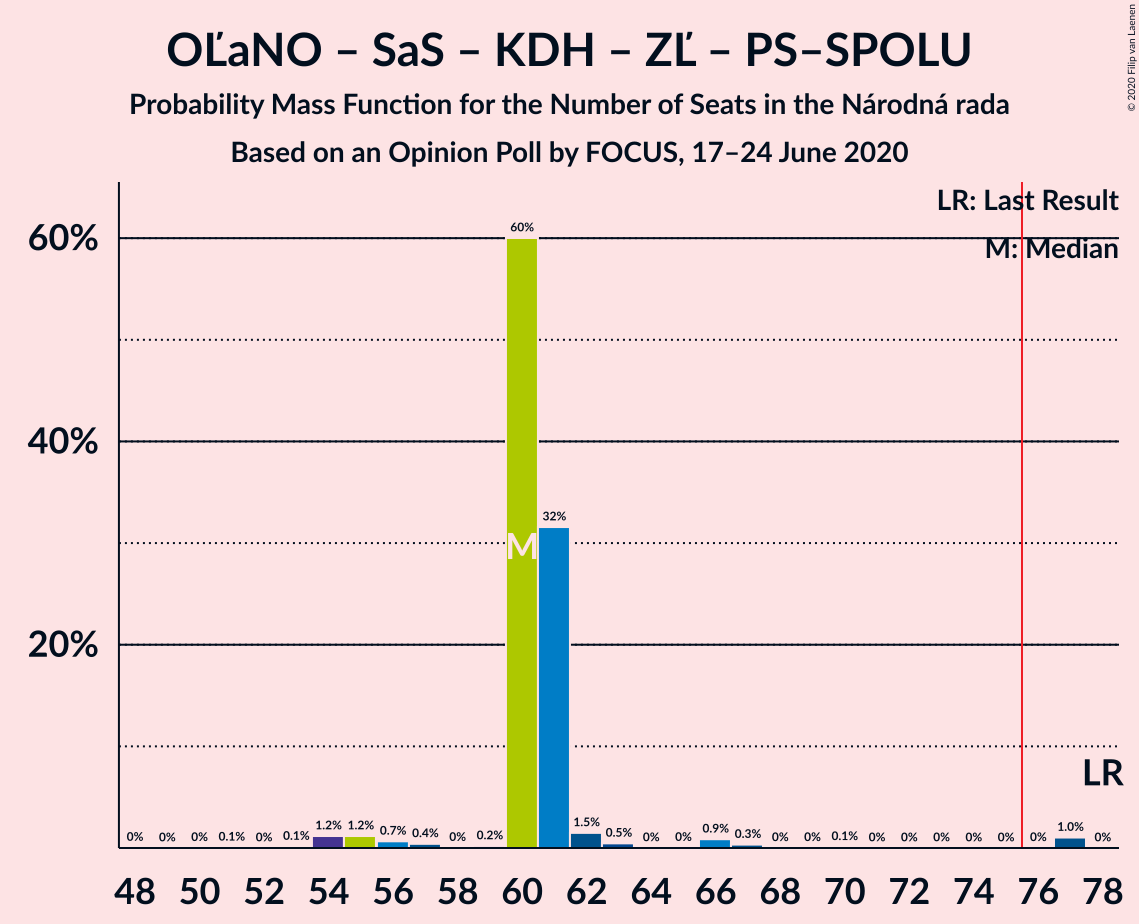 OĽaNO – SaS – KDH – ZĽ – PS–SPOLU
Probability Mass Function for the Number of Seats in the Národná rada
Based on an Opinion Poll by FOCUS, 17–24 June 2020
© 2020 Filip van Laenen
LR: Last Result
M: Median
60%
40%
20%
0% 0% 0% 0.1% 0% 0.1% 1.2% 1.2% 0.7% 0.4% 0% 0.2% 60% 32% 1.5% 0.5% 0% 0% 0.9% 0.3% 0% 0% 0.1% 0% 0% 0% 0% 0% 0% 1.0% 0%
M
LR
48 50 52 54 56 58 60 62 64 66 68 70 72 74 76 78